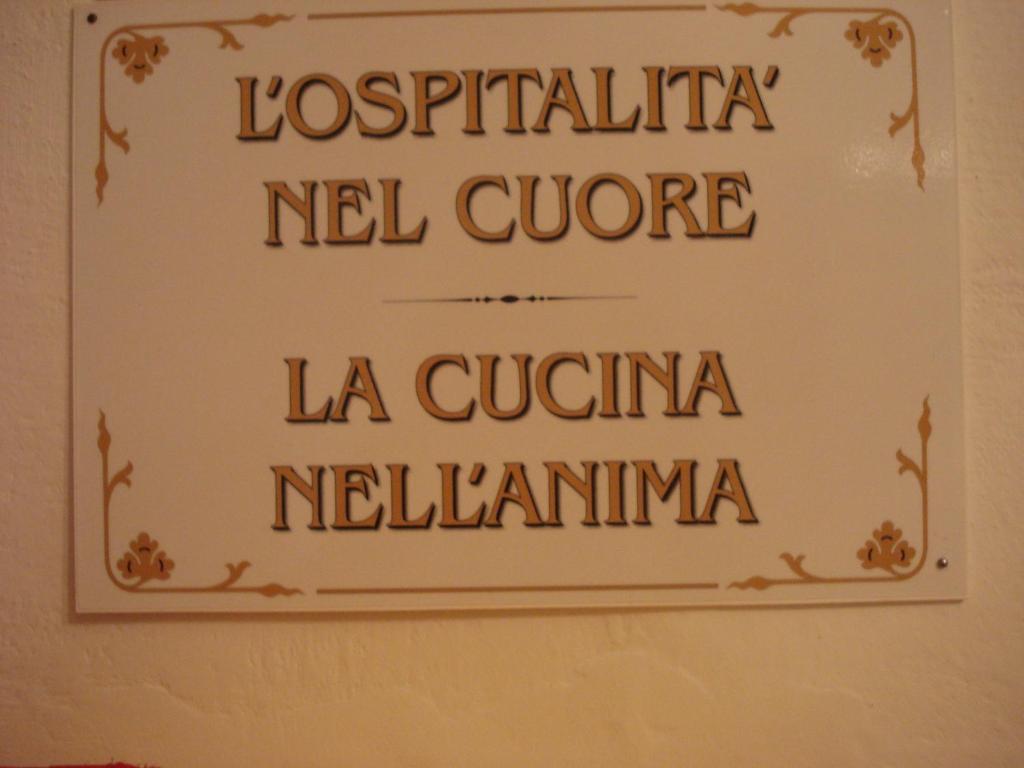 L'OSPITALITA'
NEL CUORE
LA CUCINA
NELL'ANIMA